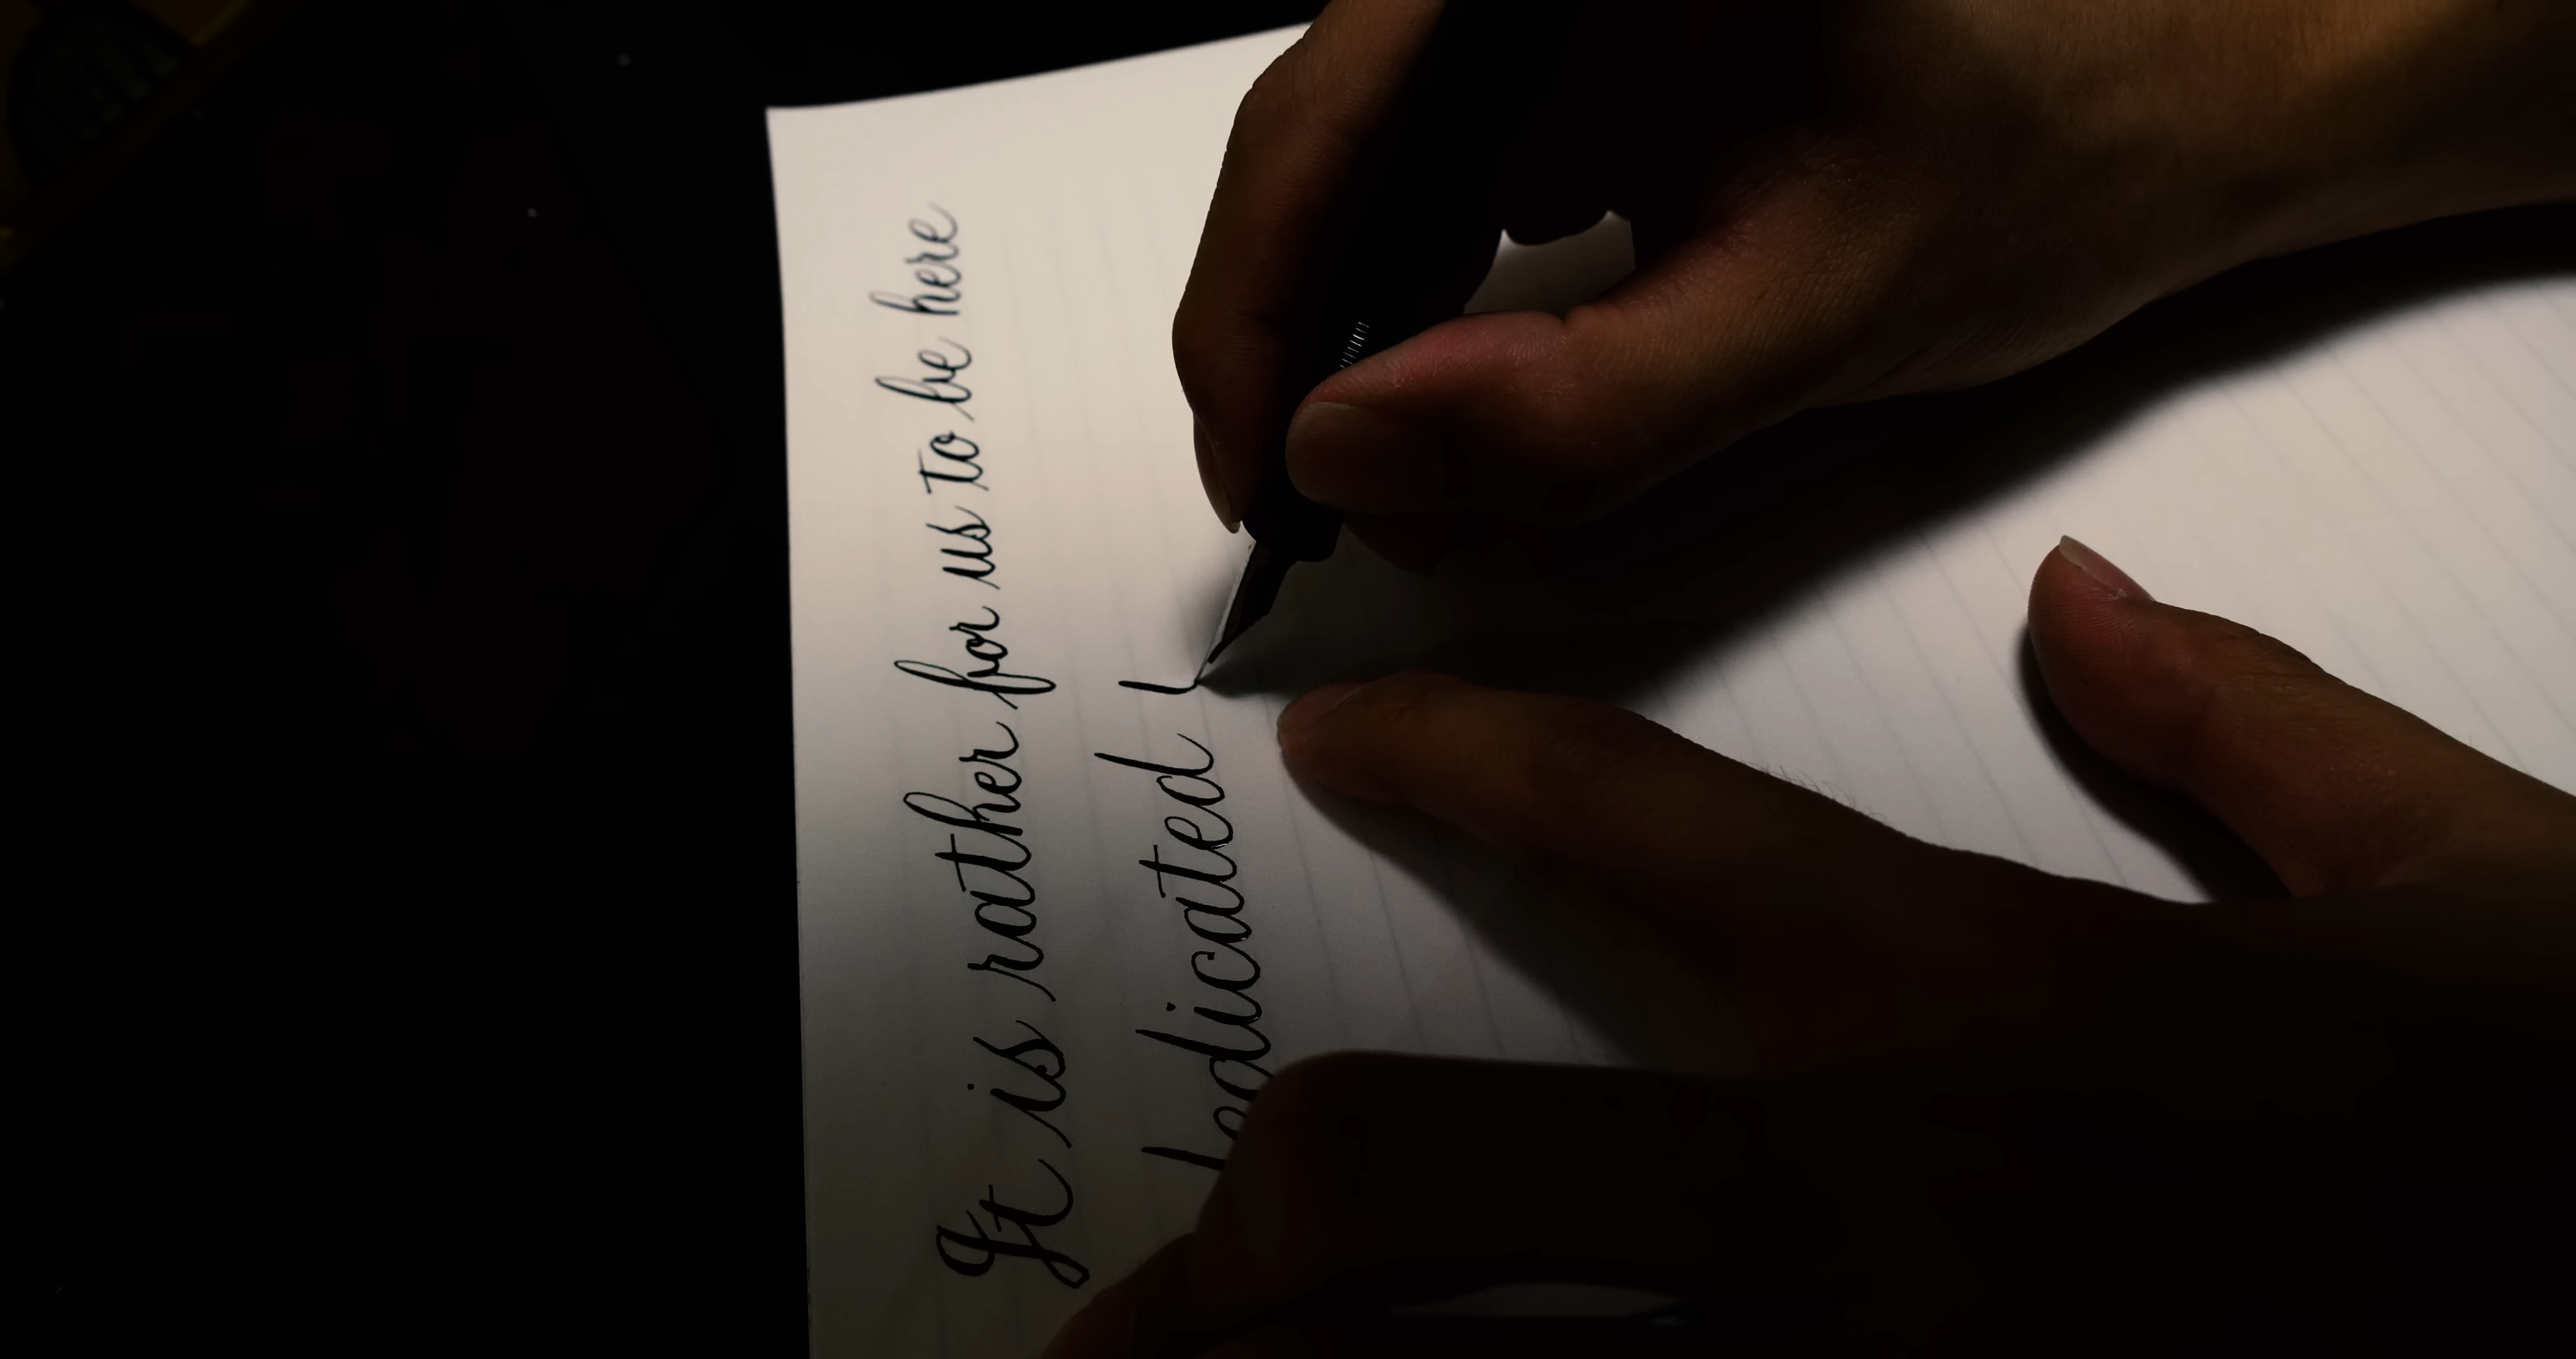 It is rather for us to be here
dedicated